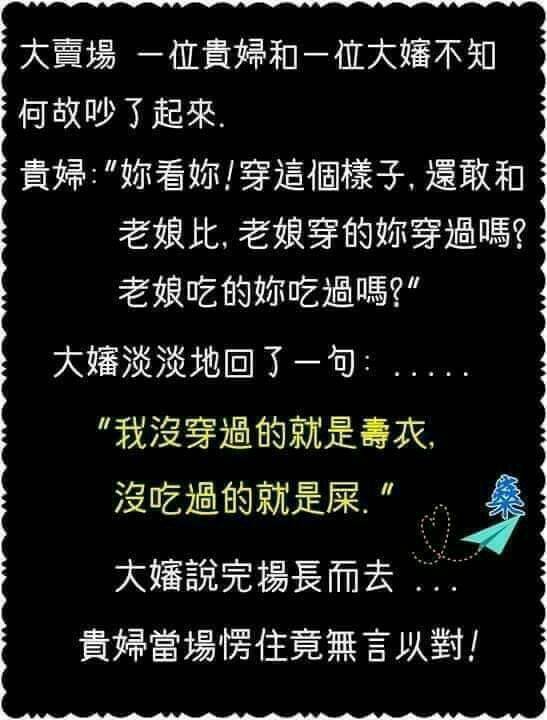 大賣場 一位貴婦和一位大嬸不知
何故吵了起來.
貴婦:"妳看妳!穿這個樣子,還敢和
老娘比,老娘穿的妳穿過嗎?
老娘吃的妳吃過嗎?"
大嬸淡淡地回了一句: .....
"我沒穿過的就是壽衣,
沒吃過的就是屎."
燊
大嬸說完揚長而去 ...
貴婦當場愣住竟無言以對!